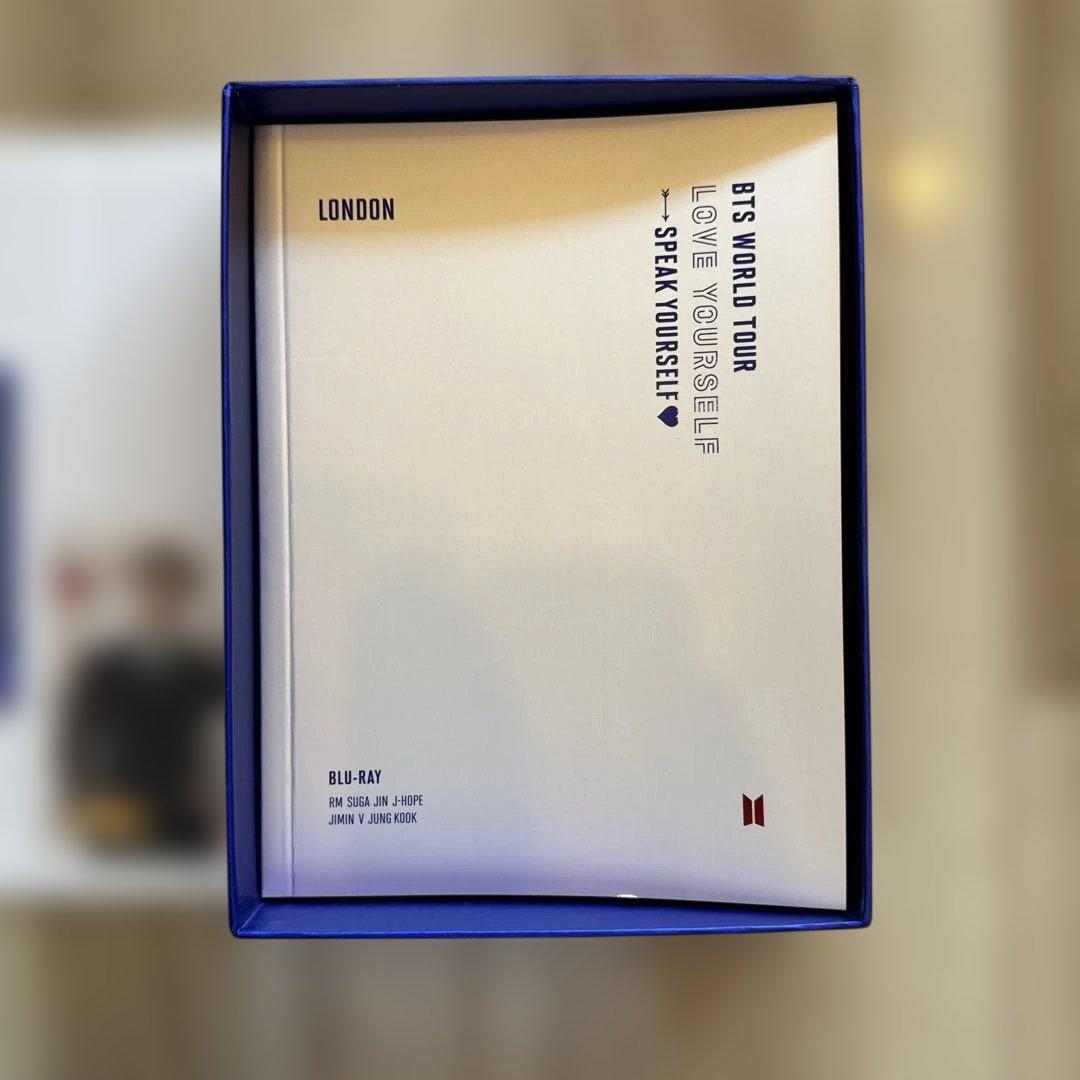 LONDON
BTS WORLD TOUR
LOVE YOURSELF
SPEAK YOURSELF
BLU-RAY
RM SUGA JIN J-HOPE
JIMIN V JUNG KOOK